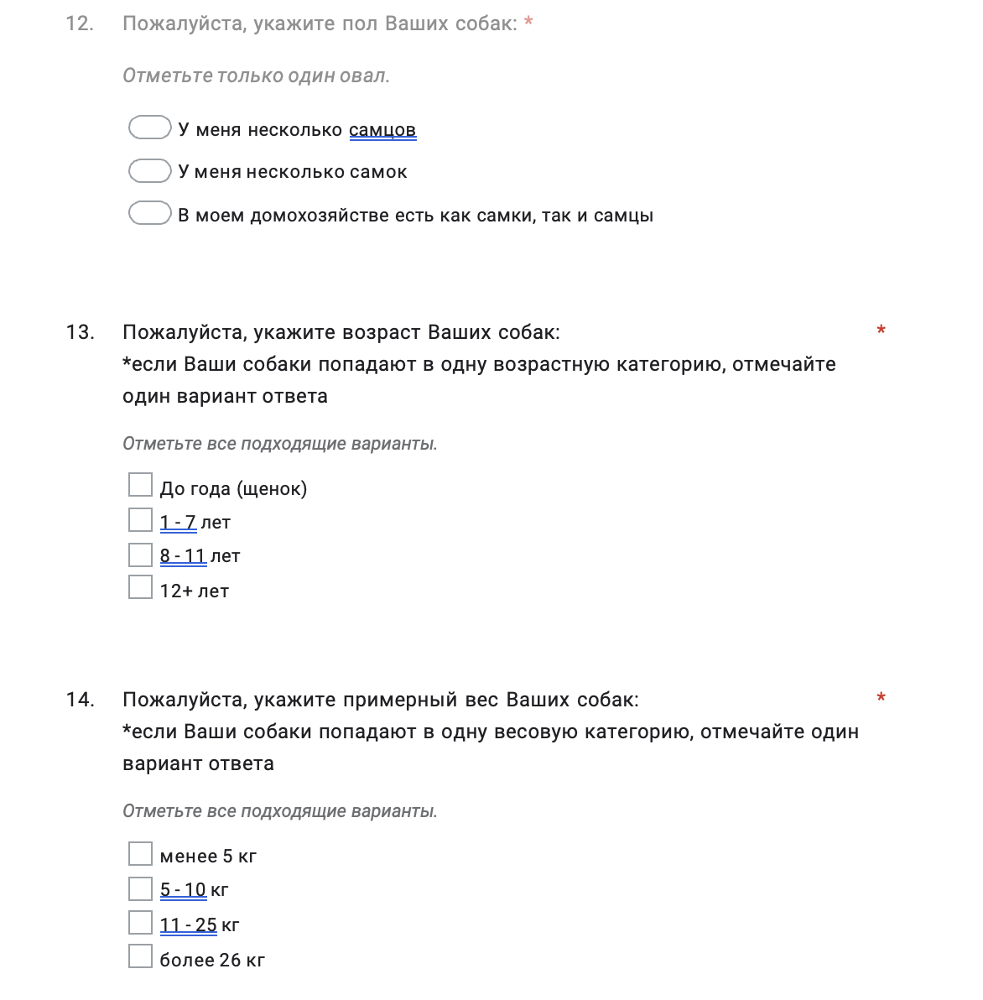 12. Пожалуйста, укажите пол Ваших собак: *
Отметьте только один овал.
У меня несколько самцов
У меня несколько самок
В моем домохозяйстве есть как самки, так и самцы
13. Пожалуйста, укажите возраст Ваших собак: *
*если Ваши собаки попадают в одну возрастную категорию, отмечайте
один вариант ответа
Отметьте все подходящие варианты.
До года (щенок)
1 - 7 лет
8 - 11 лет
12+ лет
14. Пожалуйста, укажите примерный вес Ваших собак: *
*если Ваши собаки попадают в одну весовую категорию, отмечайте один
вариант ответа
Отметьте все подходящие варианты.
менее 5 кг
5 - 10 кг
11 - 25 кг
более 26 кг